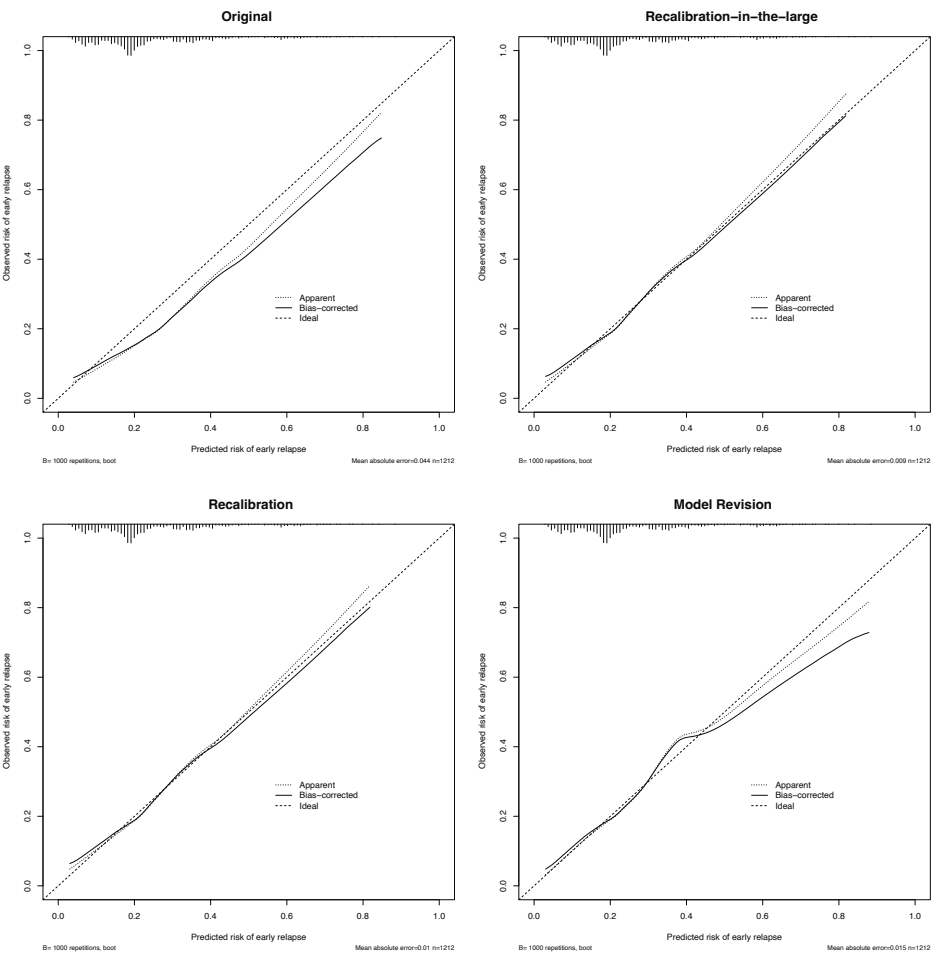 Original
Observed risk of early relapse
1.0
0.8
0.6
0.4
0.2
0.0
Apparent
Bias−corrected
Ideal
0.0 0.2 0.4 0.6 0.8 1.0
Predicted risk of early relapse
B= 1000 repetitions, boot Mean absolute error=0.044 n=1212
Recalibration−in−the−large
Observed risk of early relapse
1.0
0.8
0.6
0.4
0.2
0.0
Apparent
Bias−corrected
Ideal
0.0 0.2 0.4 0.6 0.8 1.0
Predicted risk of early relapse
B= 1000 repetitions, boot Mean absolute error=0.009 n=1212
Recalibration
Observed risk of early relapse
1.0
0.8
0.6
0.4
0.2
0.0
Apparent
Bias−corrected
Ideal
0.0 0.2 0.4 0.6 0.8 1.0
Predicted risk of early relapse
B= 1000 repetitions, boot Mean absolute error=0.01 n=1212
Model Revision
Observed risk of early relapse
1.0
0.8
0.6
0.4
0.2
0.0
Apparent
Bias−corrected
Ideal
0.0 0.2 0.4 0.6 0.8 1.0
Predicted risk of early relapse
B= 1000 repetitions, boot Mean absolute error=0.015 n=1212